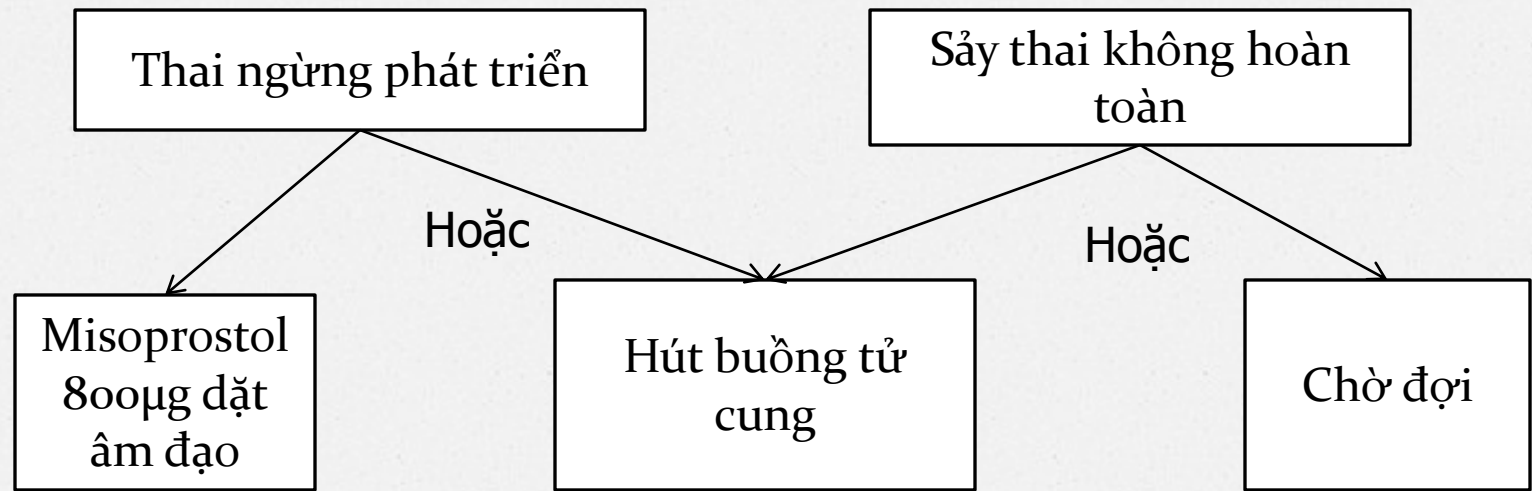 Thai ngừng phát triển
Sảy thai không hoàn
toàn
Hoặc
Hoặc
Misoprostol
800µg dặt
âm đạo
Hút buồng tử
cung
Chờ đợi